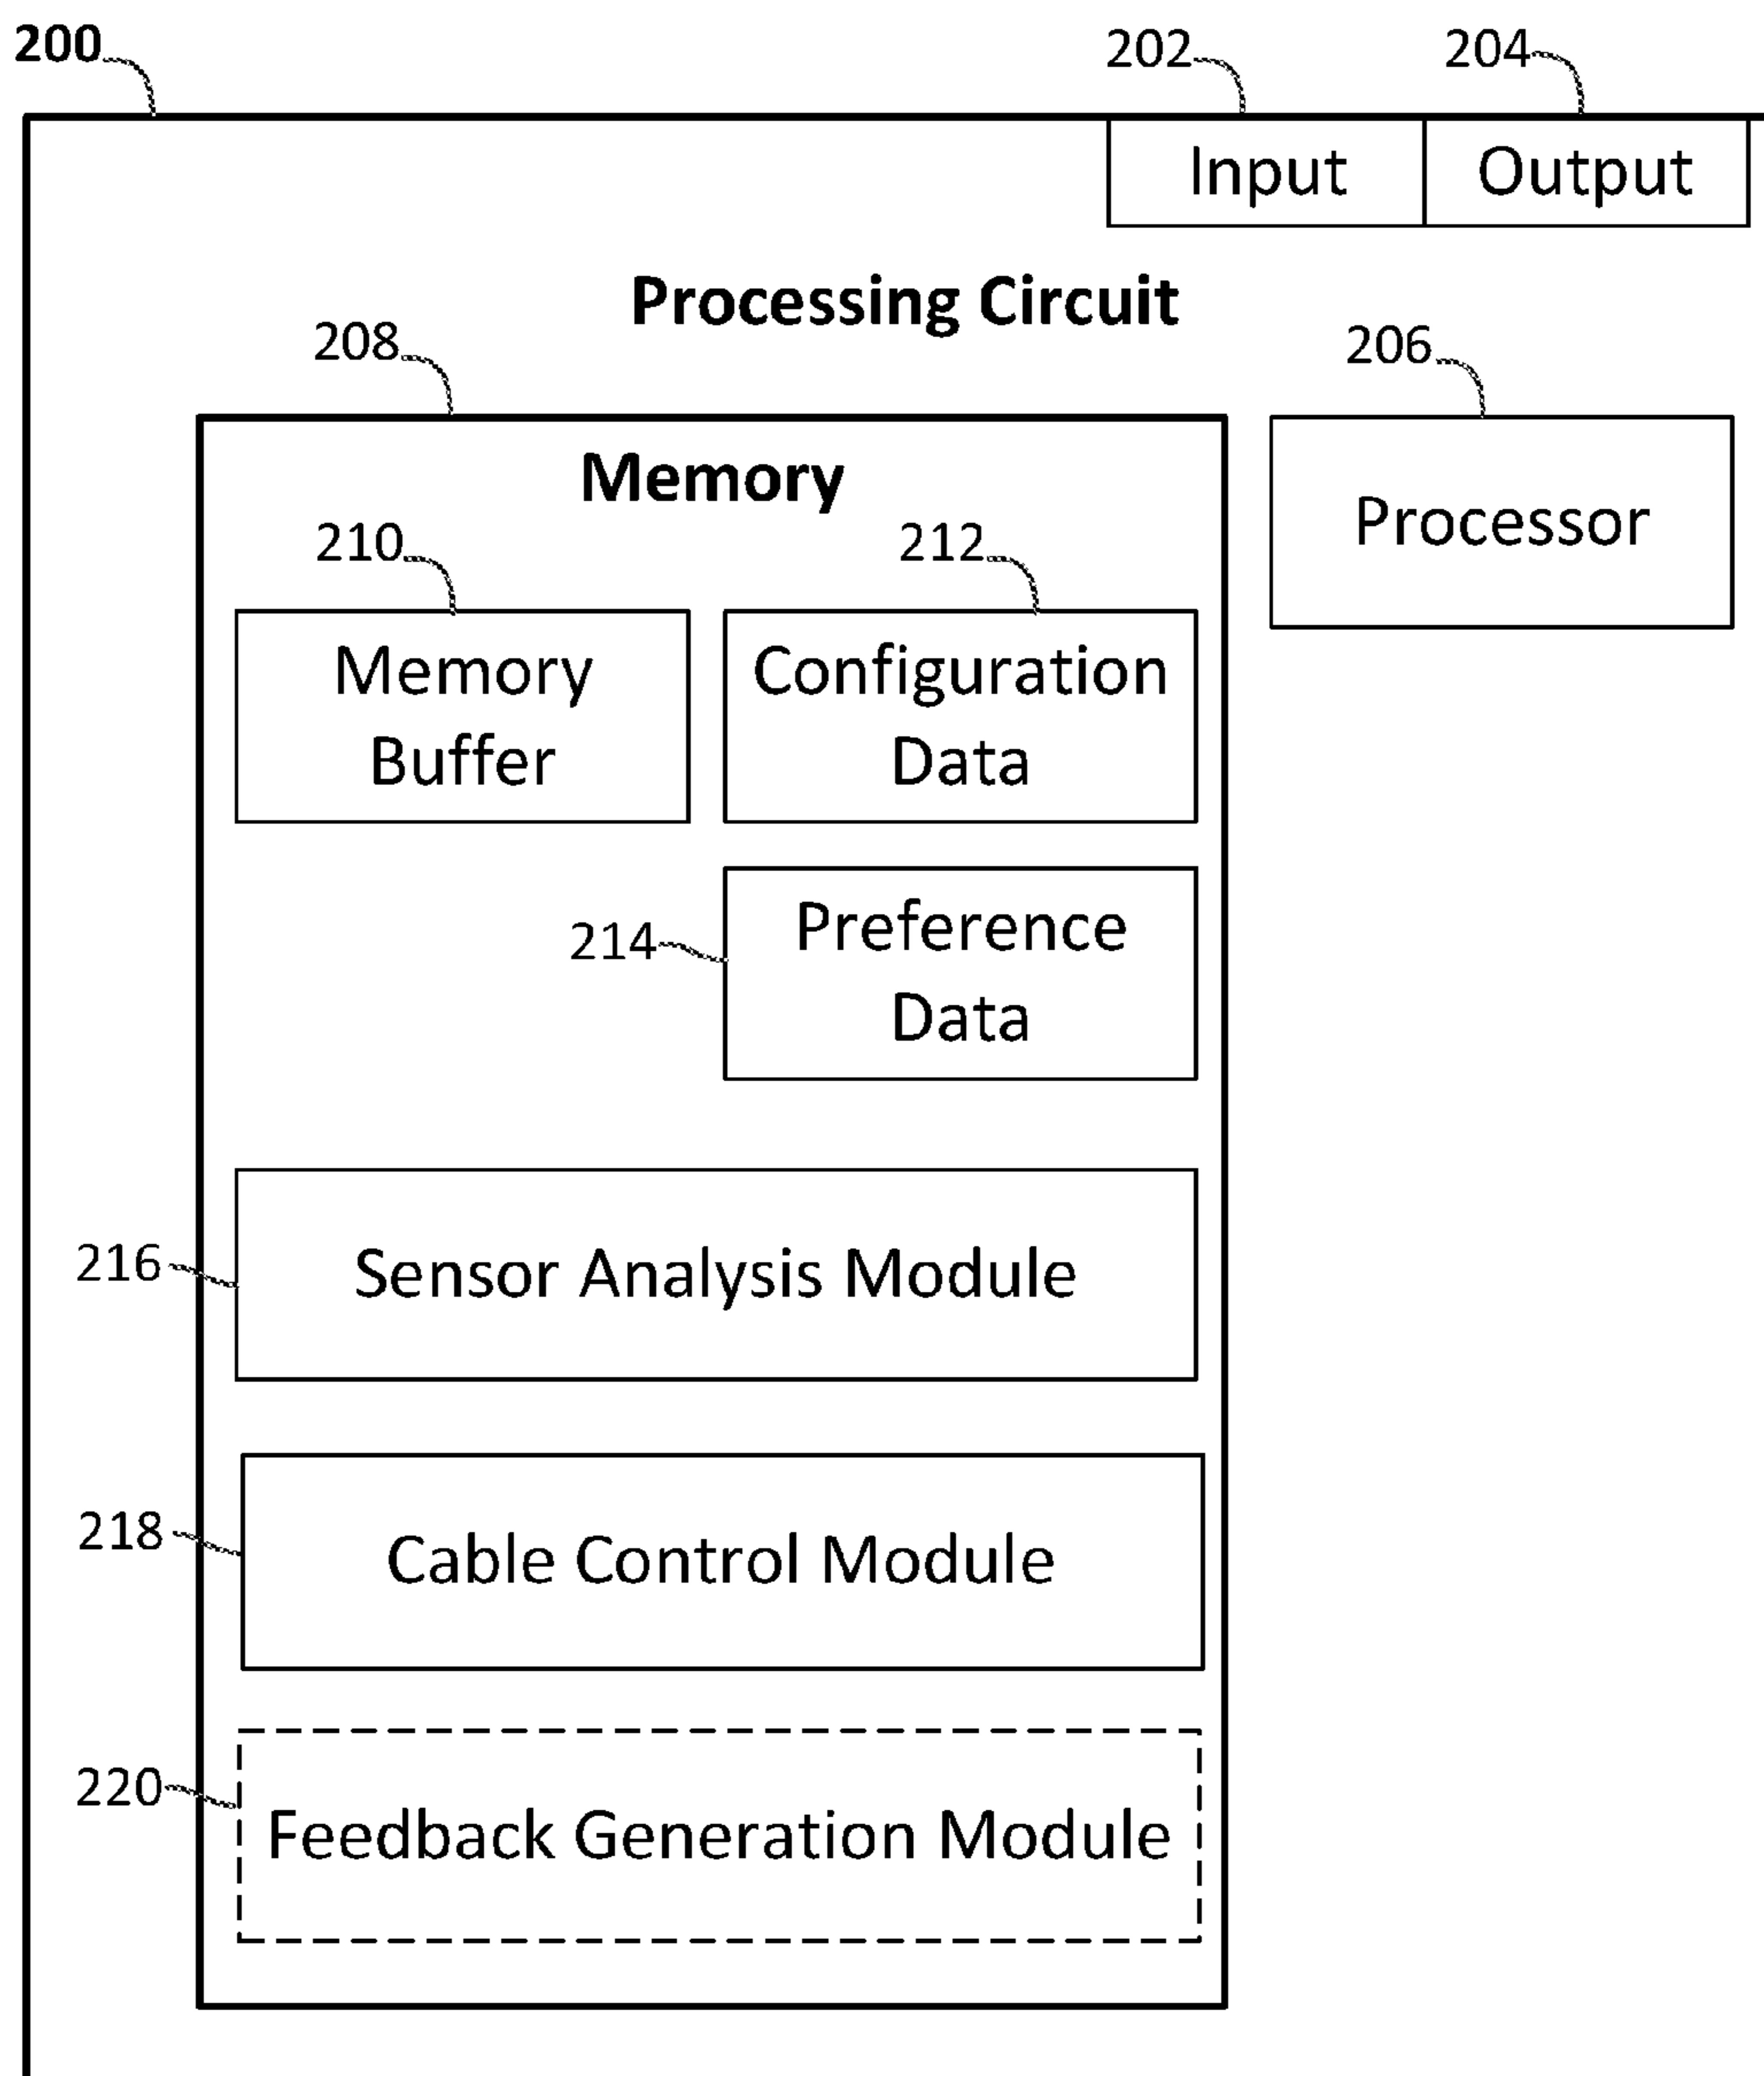 200
202
204
Input
Output
Processing Circuit
208
206
Memory
Processor
210
212
Memory
Buffer
Configuration
Data
214
Preference
Data
216
Sensor Analysis Module
218
Cable Control Module
220
Feedback Generation Module